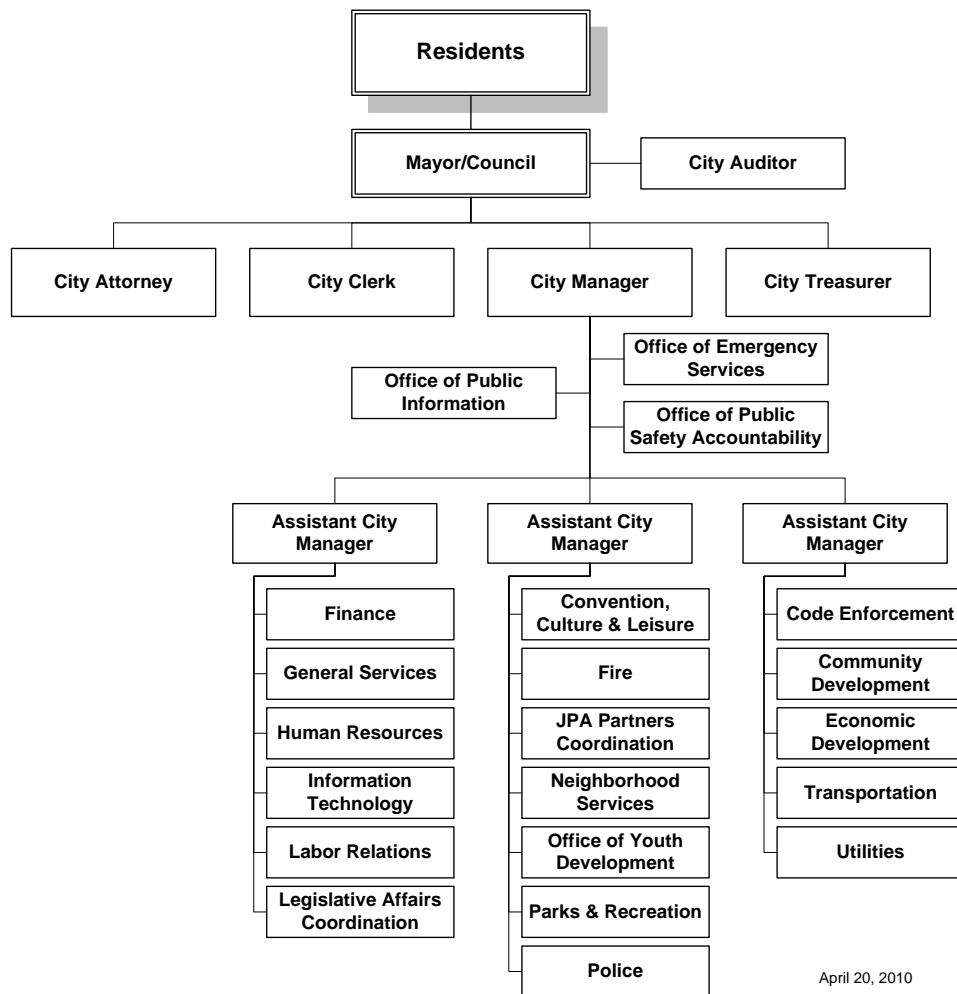 Residents
Mayor/Council
City Auditor
City Attorney
City Clerk
City Manager
City Treasurer
Office of Emergency
Services
Office of Public
Information
Office of Public
Safety Accountability
Assistant City
Manager
Finance
General Services
Human Resources
Information
Technology
Labor Relations
Legislative Affairs
Coordination
Assistant City
Manager
Convention,
Culture & Leisure
Fire
JPA Partners
Coordination
Neighborhood
Services
Office of Youth
Development
Parks & Recreation
Police
Assistant City
Manager
Code Enforcement
Community
Development
Economic
Development
Transportation
Utilities
April 20, 2010